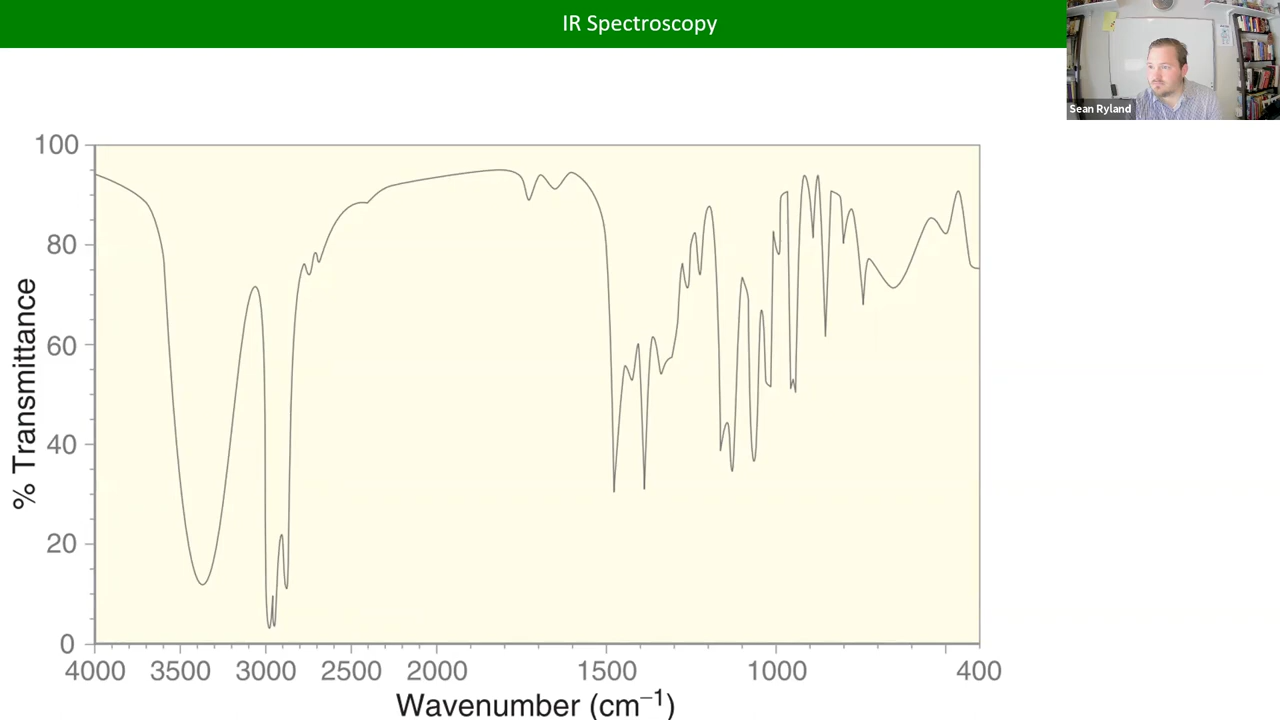 IR Spectroscopy
Sean Ryland
% Transmittance
100
80
60
40
20
0
4000 3500 3000 2500 2000 1500 1000 400
Wavenumber (cm⁻¹)